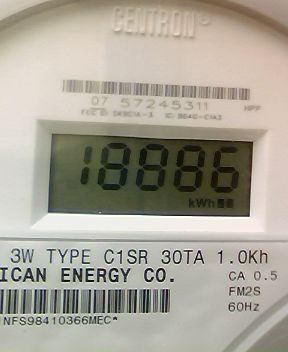 CENTRON®
07 57245311 HPP
18886
kWh
3W TYPE C1SR 30TA 1.0Kh
ICAN ENERGY CO. CA 0.5
FM2S
60Hz
NFS98410366MEC*